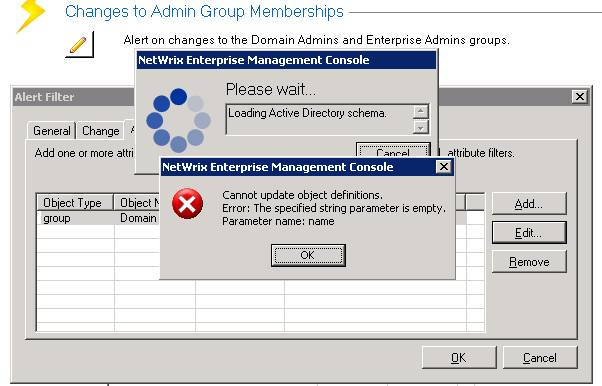 Changes to Admin Group Memberships
Alert on changes to the Domain Admins and Enterprise Admins groups.
NetWrix Enterprise Management Console
Please wait...
Loading Active Directory schema.
Cancel
Alert Filter
General
Change
Add one or more attri
attribute filters.
NetWrix Enterprise Management Console
Cannot update object definitions.
Error: The specified string parameter is empty.
Parameter name: name
OK
Object Type
Object N
group
Domain
Add...
Edit...
Remove
OK
Cancel